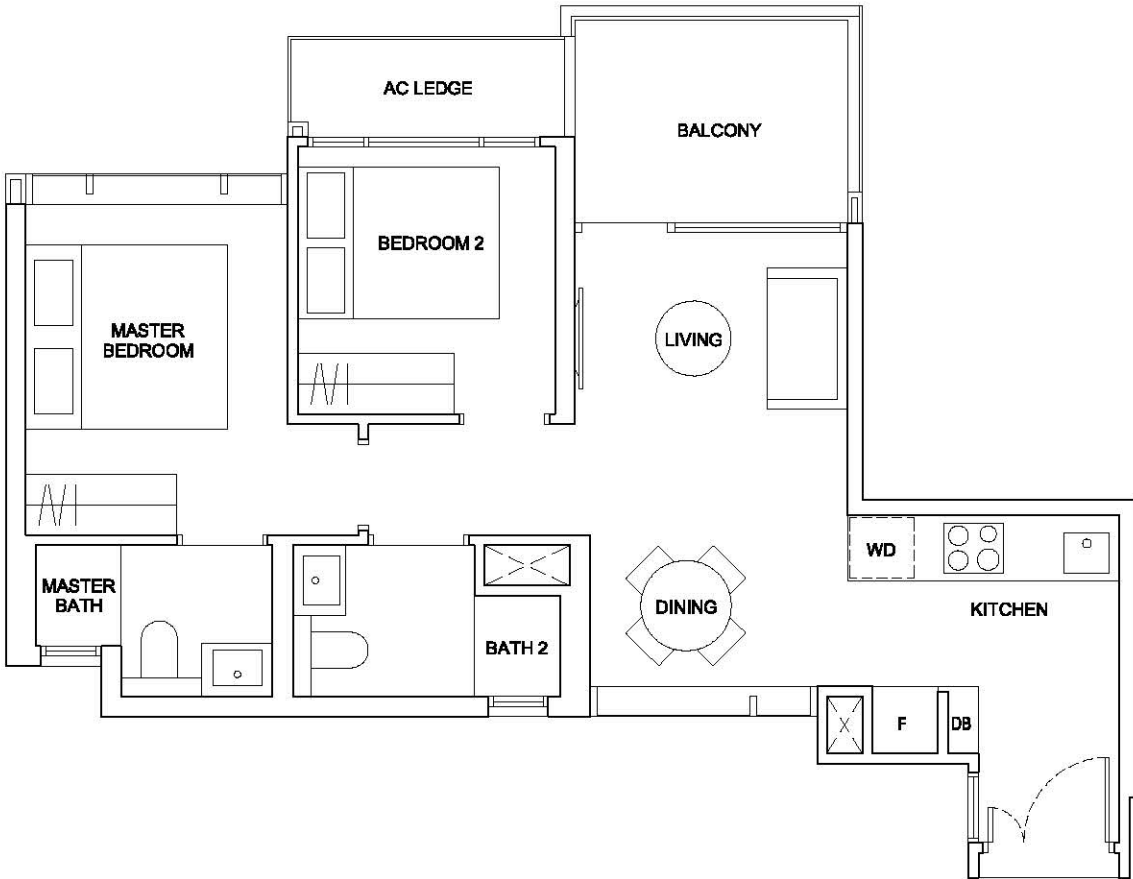 AC LEDGE
BALCONY
BEDROOM 2
MASTER
BEDROOM
LIVING
WD
KITCHEN
DINING
MASTER
BATH
BATH 2
F
DB